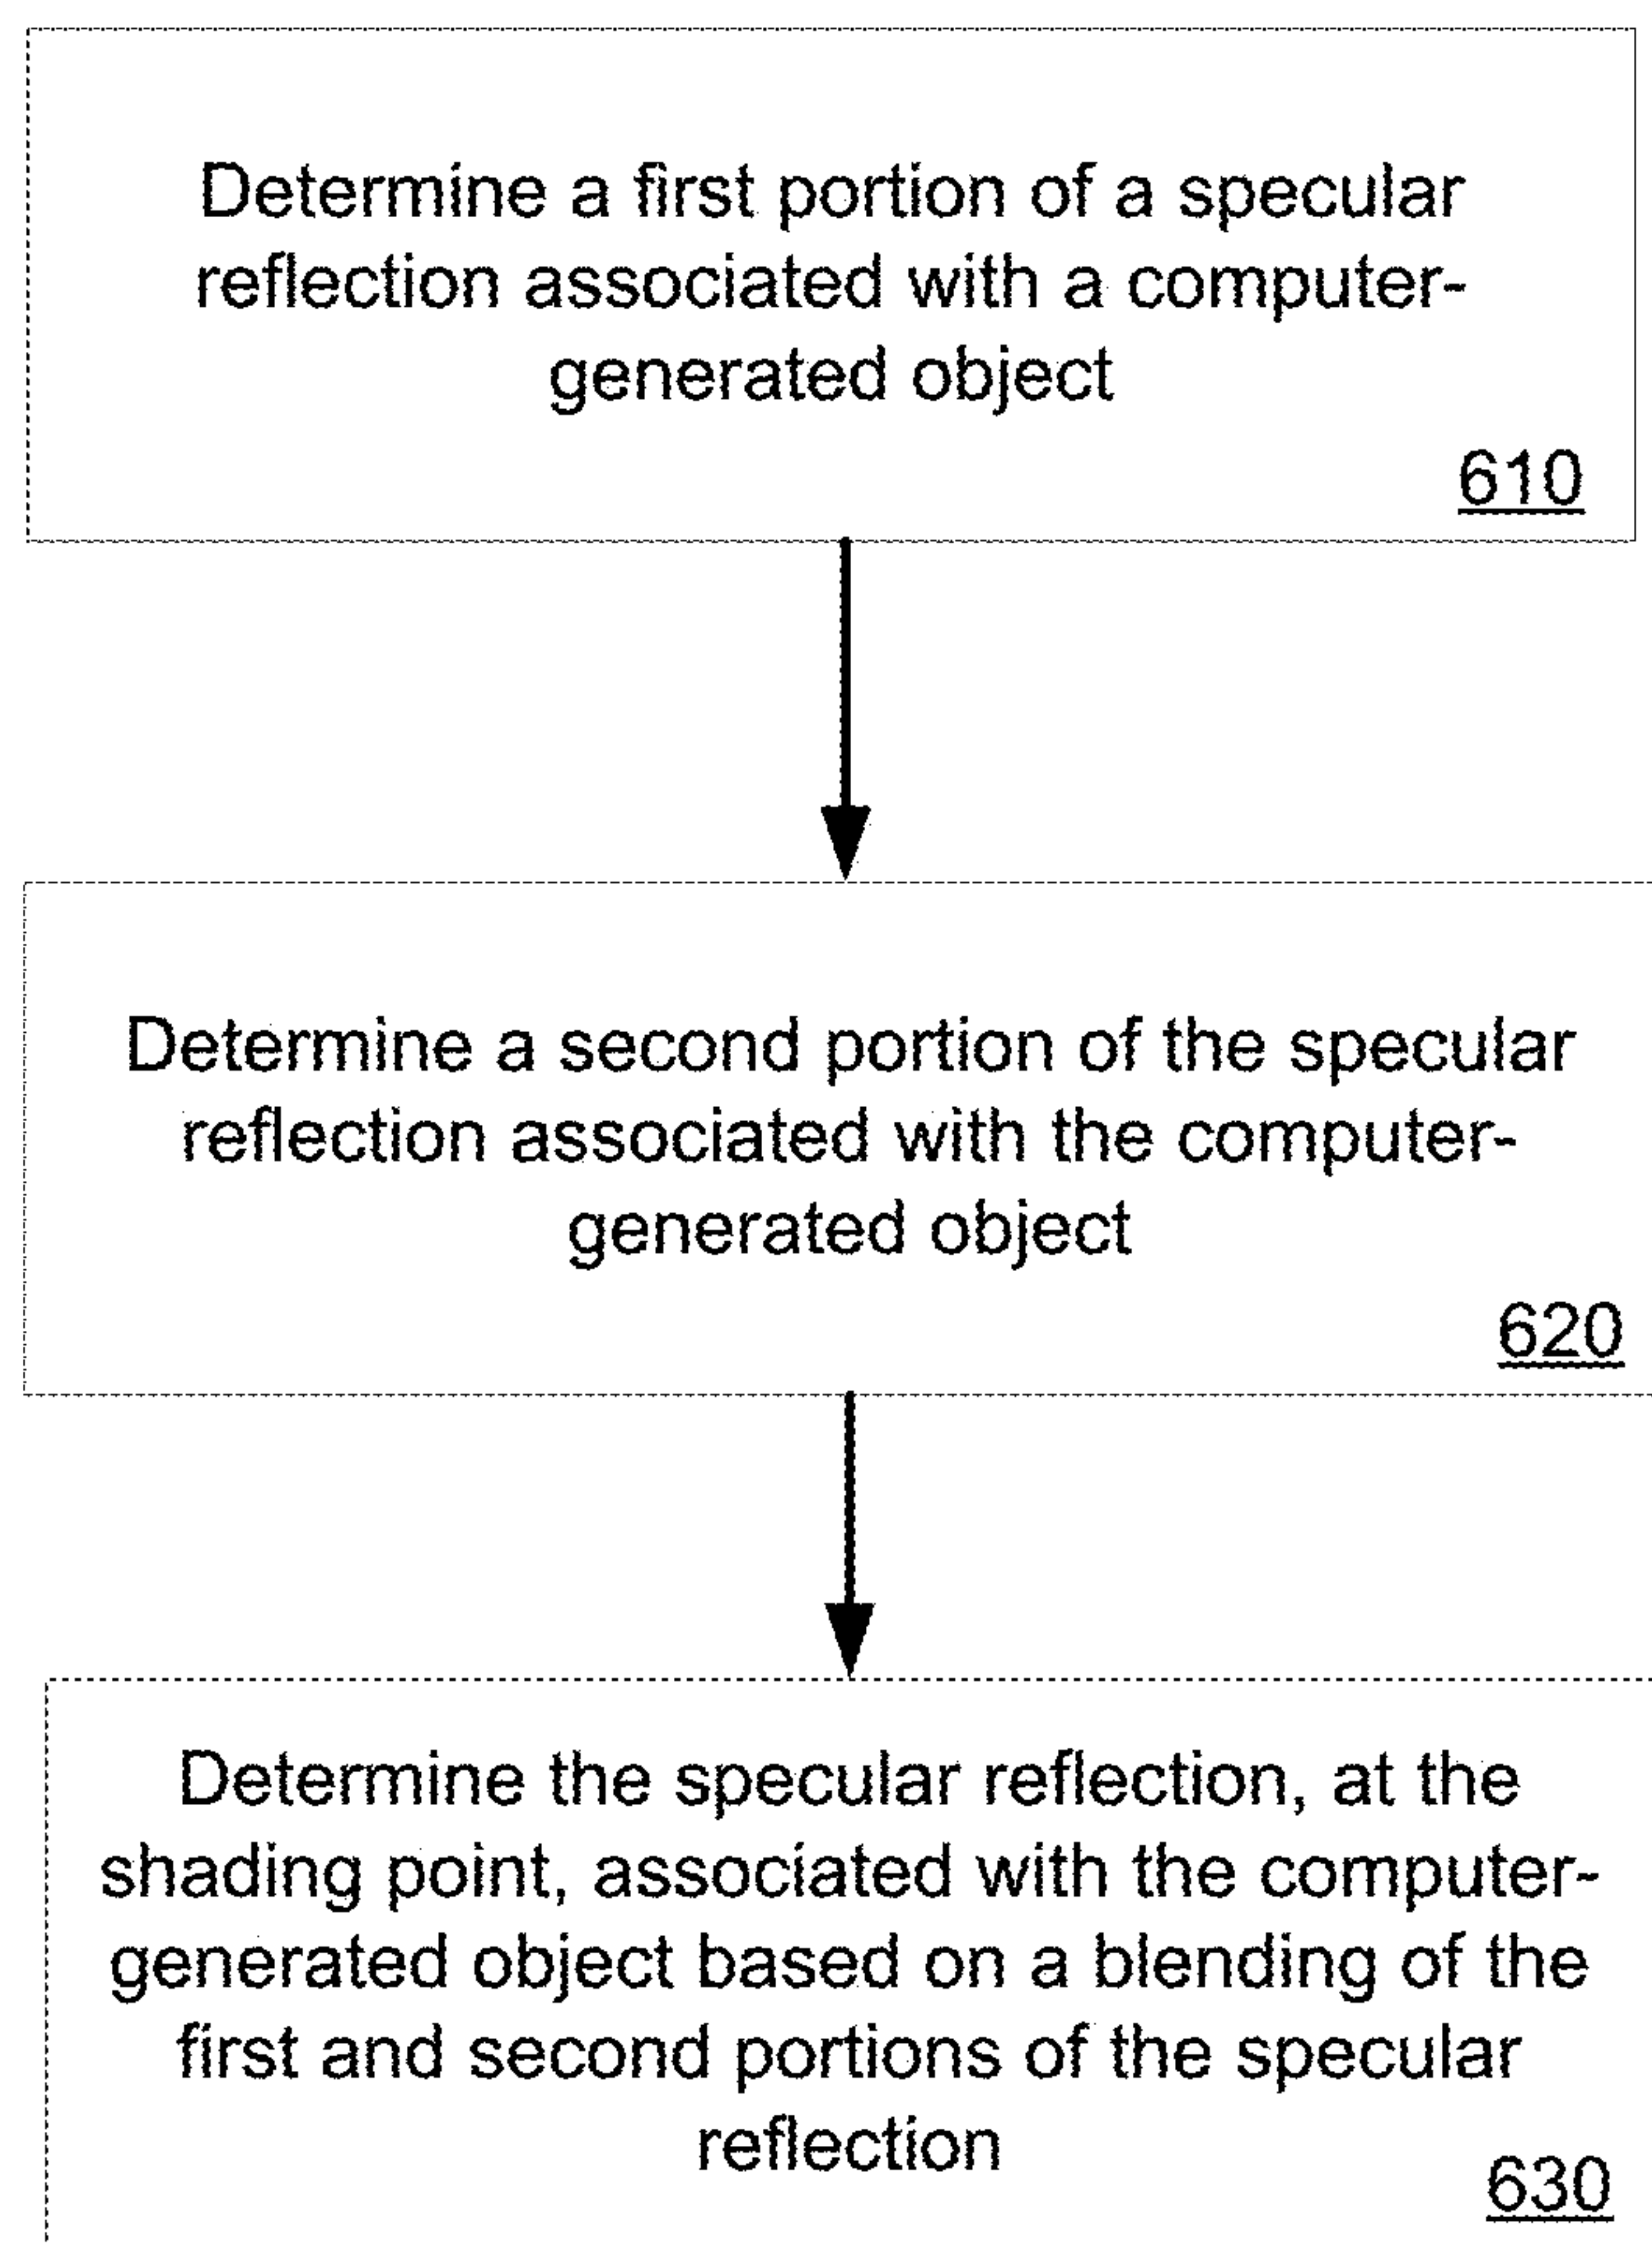 Determine a first portion of a specular
reflection associated with a computer-
generated object
610
Determine a second portion of the specular
reflection associated with the computer-
generated object
620
Determine the specular reflection, at the
shading point, associated with the computer-
generated object based on a blending of the
first and second portions of the specular
reflection
630